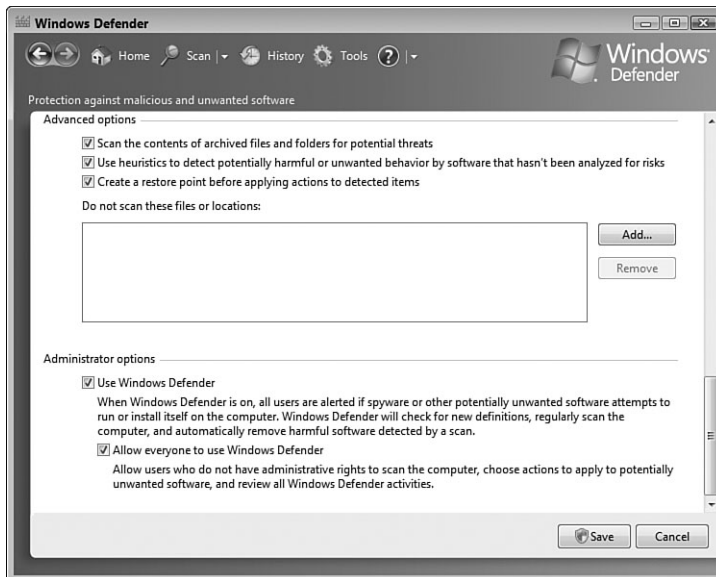 Windows Defender
Home Scan History Tools ?
Windows
Defender
Protection against malicious and unwanted software
Advanced options
Scan the contents of archived files and folders for potential threats
Use heuristics to detect potentially harmful or unwanted behavior by software that hasn't been analyzed for risks
Create a restore point before applying actions to detected items
Do not scan these files or locations:
Add...
Remove
Administrator options
Use Windows Defender
When Windows Defender is on, all users are alerted if spyware or other potentially unwanted software attempts to
run or install itself on the computer. Windows Defender will check for new definitions, regularly scan the
computer, and automatically remove harmful software detected by a scan.
Allow everyone to use Windows Defender
Allow users who do not have administrative rights to scan the computer, choose actions to apply to potentially
unwanted software, and review all Windows Defender activities.
Save Cancel